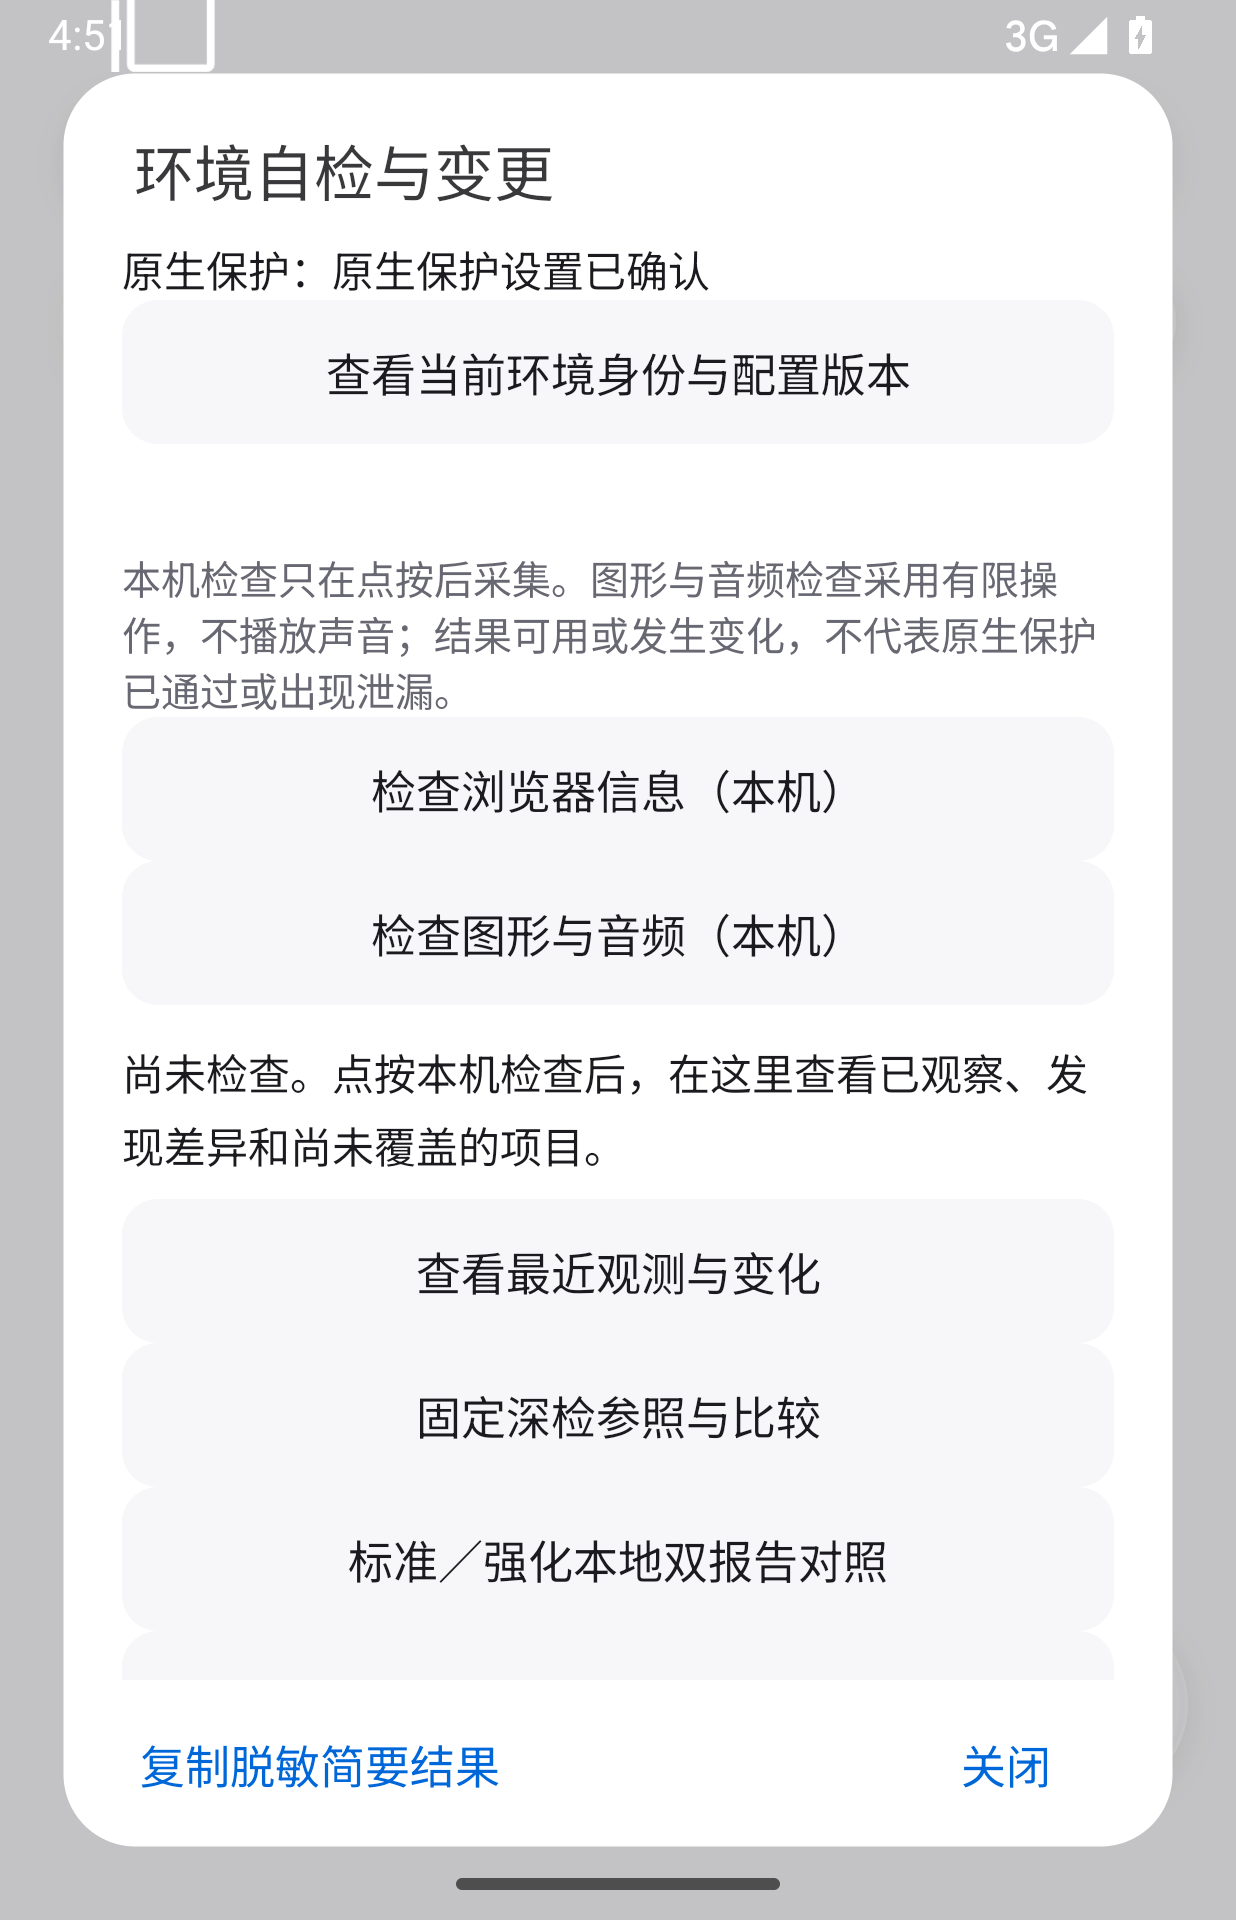 4:51
3G
环境自检与变更
原生保护：原生保护设置已确认
查看当前环境身份与配置版本
本机检查只在点按后采集。图形与音频检查采用有限操
作，不播放声音；结果可用或发生变化，不代表原生保护
已通过或出现泄漏。
检查浏览器信息（本机）
检查图形与音频（本机）
尚未检查。点按本机检查后，在这里查看已观察、发
现差异和尚未覆盖的项目。
查看最近观测与变化
固定深检参照与比较
标准／强化本地双报告对照
复制脱敏简要结果
关闭